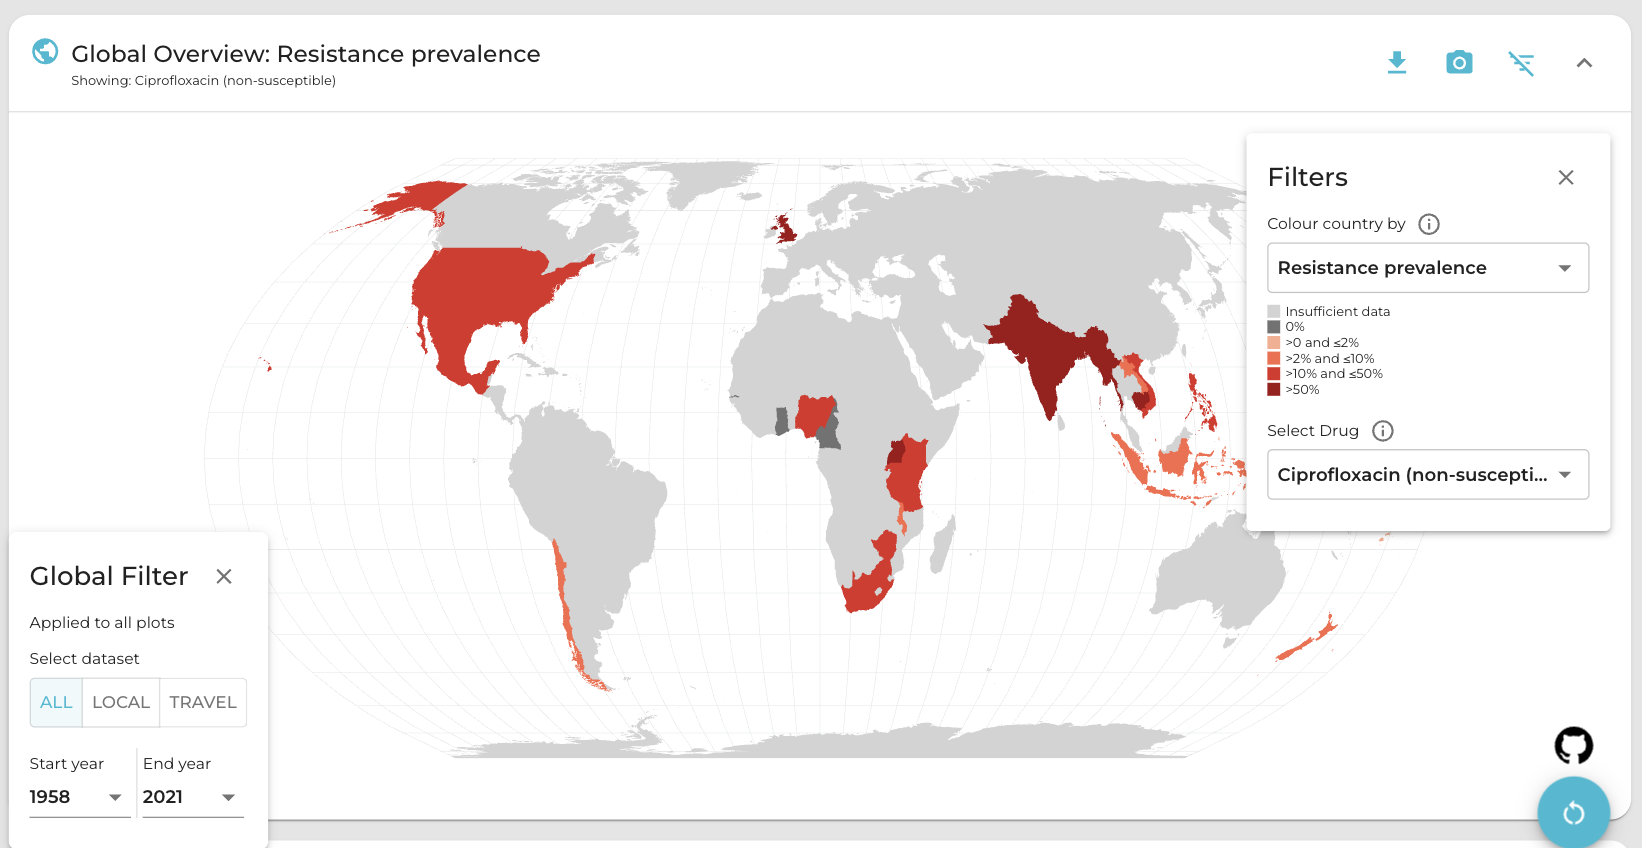 Global Overview: Resistance prevalence
Showing: Ciprofloxacin (non-susceptible)
Filters
Colour country by
Resistance prevalence
Insufficient data
0%
>0 and ≤2%
>2% and ≤10%
>10% and ≤50%
>50%
Select Drug
Ciprofloxacin (non-suscepti...
Global Filter
Applied to all plots
Select dataset
ALL LOCAL TRAVEL
Start year End year
1958 2021